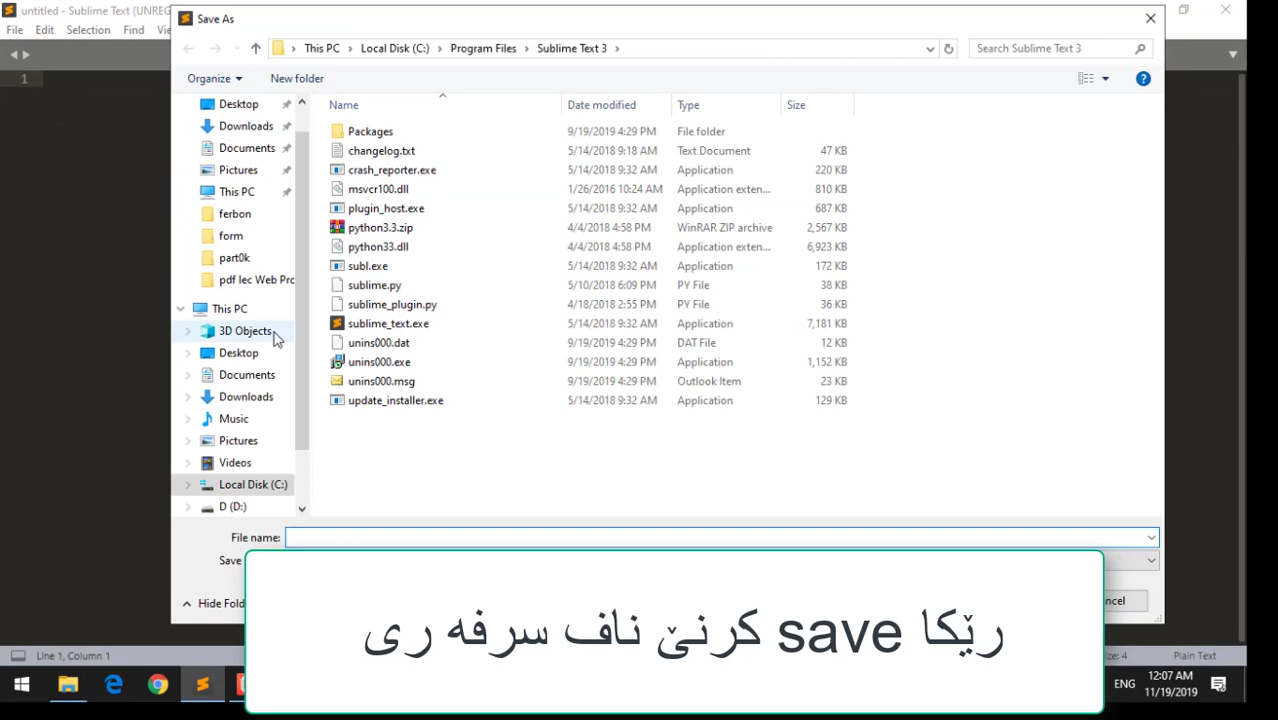 untitled - Sublime Text (UNREG
File Edit Selection Find Vie
Save As
This PC Local Disk (C:) Program Files Sublime Text 3
Search Sublime Text 3
Organize New folder
1
Name Date modified Type Size
Desktop
Downloads
Documents
Pictures
This PC
ferbon
form
part0k
pdf lec Web Prc
This PC
3D Objects
Desktop
Documents
Downloads
Music
Pictures
Videos
Local Disk (C:)
D (D:)
Packages 9/19/2019 4:29 PM File folder
changelog.txt 5/14/2018 9:18 AM Text Document 47 KB
crash_reporter.exe 5/14/2018 9:32 AM Application 220 KB
msvcr100.dll 1/26/2016 10:24 AM Application exten... 810 KB
plugin_host.exe 5/14/2018 9:32 AM Application 687 KB
python3.3.zip 4/4/2018 4:58 PM WinRAR ZIP archive 2,567 KB
python33.dll 4/4/2018 4:58 PM Application exten... 6,923 KB
subl.exe 5/14/2018 9:32 AM Application 172 KB
sublime.py 5/10/2018 6:09 PM PY File 38 KB
sublime_plugin.py 4/18/2018 2:55 PM PY File 36 KB
sublime_text.exe 5/14/2018 9:32 AM Application 7,181 KB
unins000.dat 9/19/2019 4:29 PM DAT File 12 KB
unins000.exe 9/19/2019 4:29 PM Application 1,152 KB
unins000.msg 9/19/2019 4:29 PM Outlook Item 23 KB
update_installer.exe 5/14/2018 9:32 AM Application 129 KB
File name:
Save
Hide Fold
ncel
رێکا save کرنێ ناف سرفه ری
Line 1, Column 1
e: 4 Plain Text
ENG
12:07 AM
11/19/2019